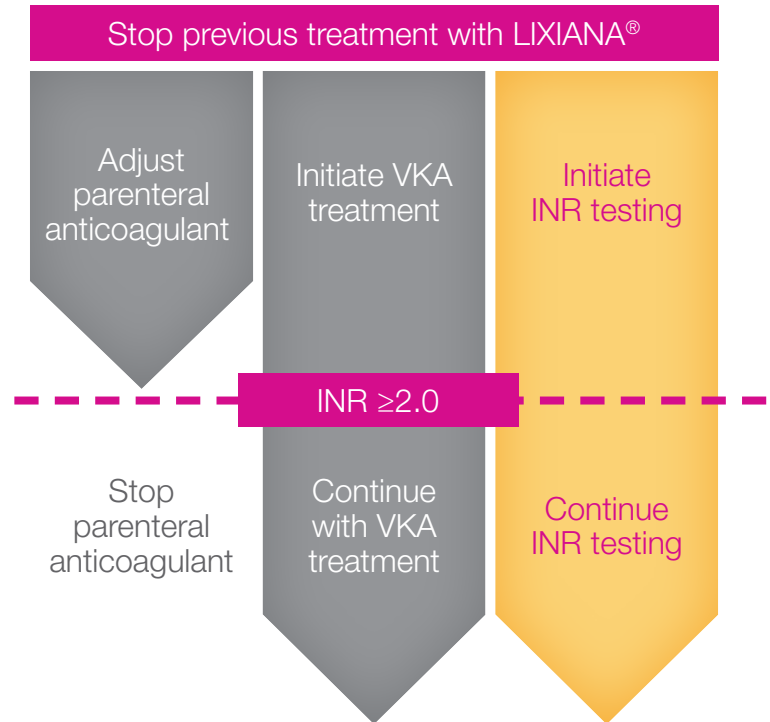 Stop previous treatment with LIXIANA®
Adjust
parenteral
anticoagulant
Initiate VKA
treatment
Initiate
INR testing
INR ≥2.0
Stop
parenteral
anticoagulant
Continue
with VKA
treatment
Continue
INR testing